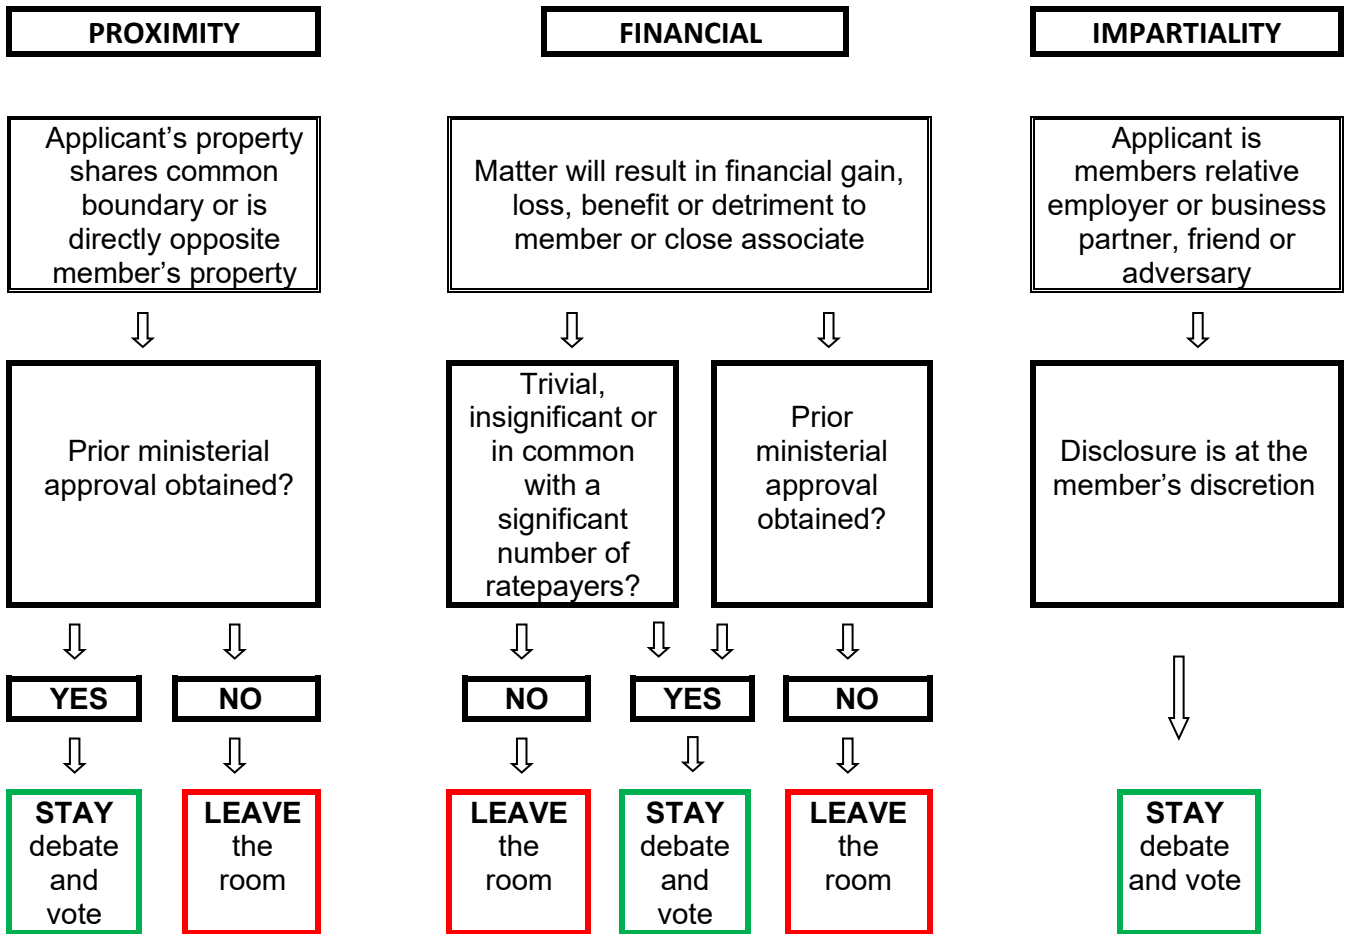 PROXIMITY
FINANCIAL
IMPARTIALITY
Applicant’s property
shares common
boundary or is
directly opposite
member’s property
Matter will result in financial gain,
loss, benefit or detriment to
member or close associate
Applicant is
members relative
employer or business
partner, friend or
adversary
Prior ministerial
approval obtained?
Trivial,
insignificant or
in common
with a
significant
number of
ratepayers?
Prior
ministerial
approval
obtained?
Disclosure is at the
member’s discretion
YES
NO
NO
YES
NO
STAY
debate
and
vote
LEAVE
the
room
LEAVE
the
room
STAY
debate
and
vote
LEAVE
the
room
STAY
debate
and vote